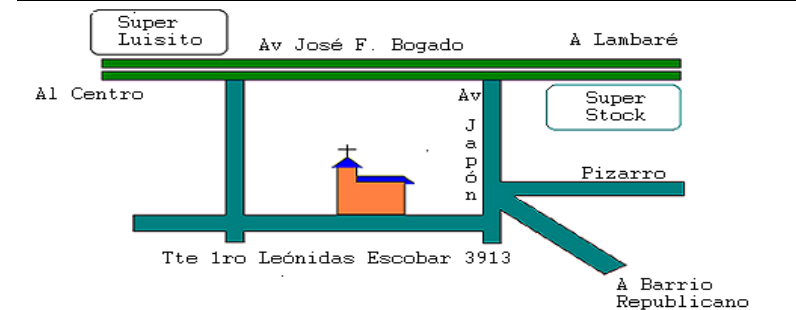 Super
Luisito
Av José F. Bogado
A Lambaré
Al Centro
Av
Japón
Super
Stock
Pizarro
Tte 1ro Leónidas Escobar 3913
A Barrio
Republicano